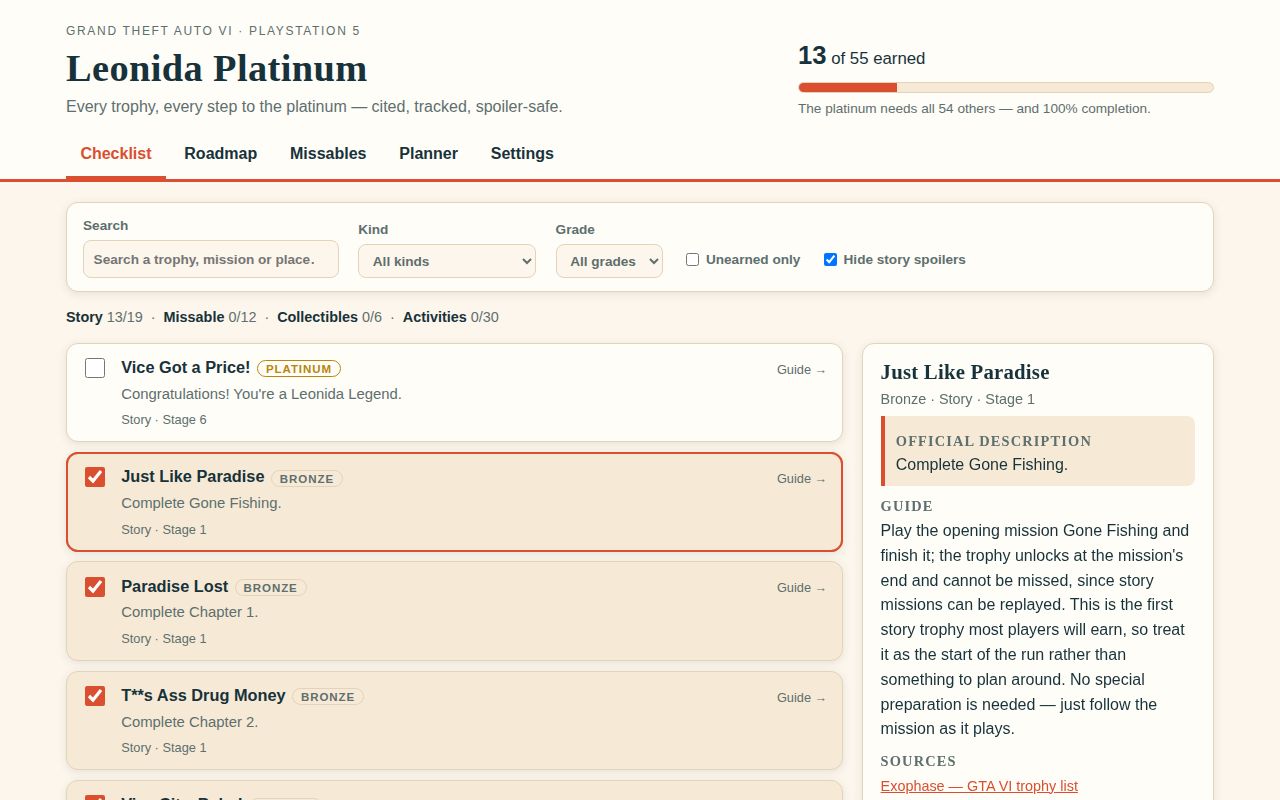 GRAND THEFT AUTO VI · PLAYSTATION 5
Leonida Platinum
Every trophy, every step to the platinum — cited, tracked, spoiler-safe.
13 of 55 earned
The platinum needs all 54 others — and 100% completion.
Checklist Roadmap Missables Planner Settings
Search
Search a trophy, mission or place.
Kind
All kinds
Grade
All grades
Unearned only
Hide story spoilers
Story 13/19 · Missable 0/12 · Collectibles 0/6 · Activities 0/30
Vice Got a Price! PLATINUM
Guide →
Congratulations! You're a Leonida Legend.
Story · Stage 6
Just Like Paradise BRONZE
Guide →
Complete Gone Fishing.
Story · Stage 1
Paradise Lost BRONZE
Guide →
Complete Chapter 1.
Story · Stage 1
T**s Ass Drug Money BRONZE
Guide →
Complete Chapter 2.
Story · Stage 1
Just Like Paradise
Bronze · Story · Stage 1
OFFICIAL DESCRIPTION
Complete Gone Fishing.
GUIDE
Play the opening mission Gone Fishing and
finish it; the trophy unlocks at the mission's
end and cannot be missed, since story
missions can be replayed. This is the first
story trophy most players will earn, so treat
it as the start of the run rather than
something to plan around. No special
preparation is needed — just follow the
mission as it plays.
SOURCES
Exophase — GTA VI trophy list